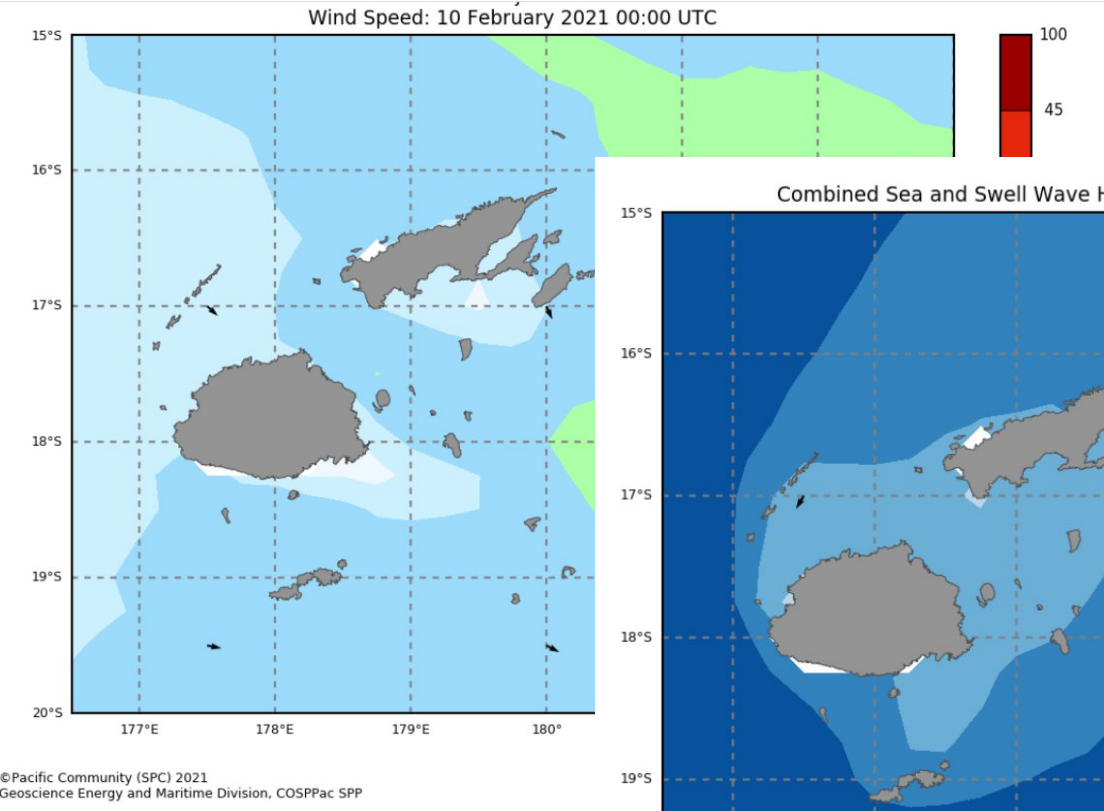 Wind Speed: 10 February 2021 00:00 UTC
15°S
16°S
17°S
18°S
19°S
20°S
177°E
178°E
179°E
180°
100
45
©Pacific Community (SPC) 2021
Geoscience Energy and Maritime Division, COSPPac SPP
Combined Sea and Swell Wave H
15°S
16°S
17°S
18°S
19°S